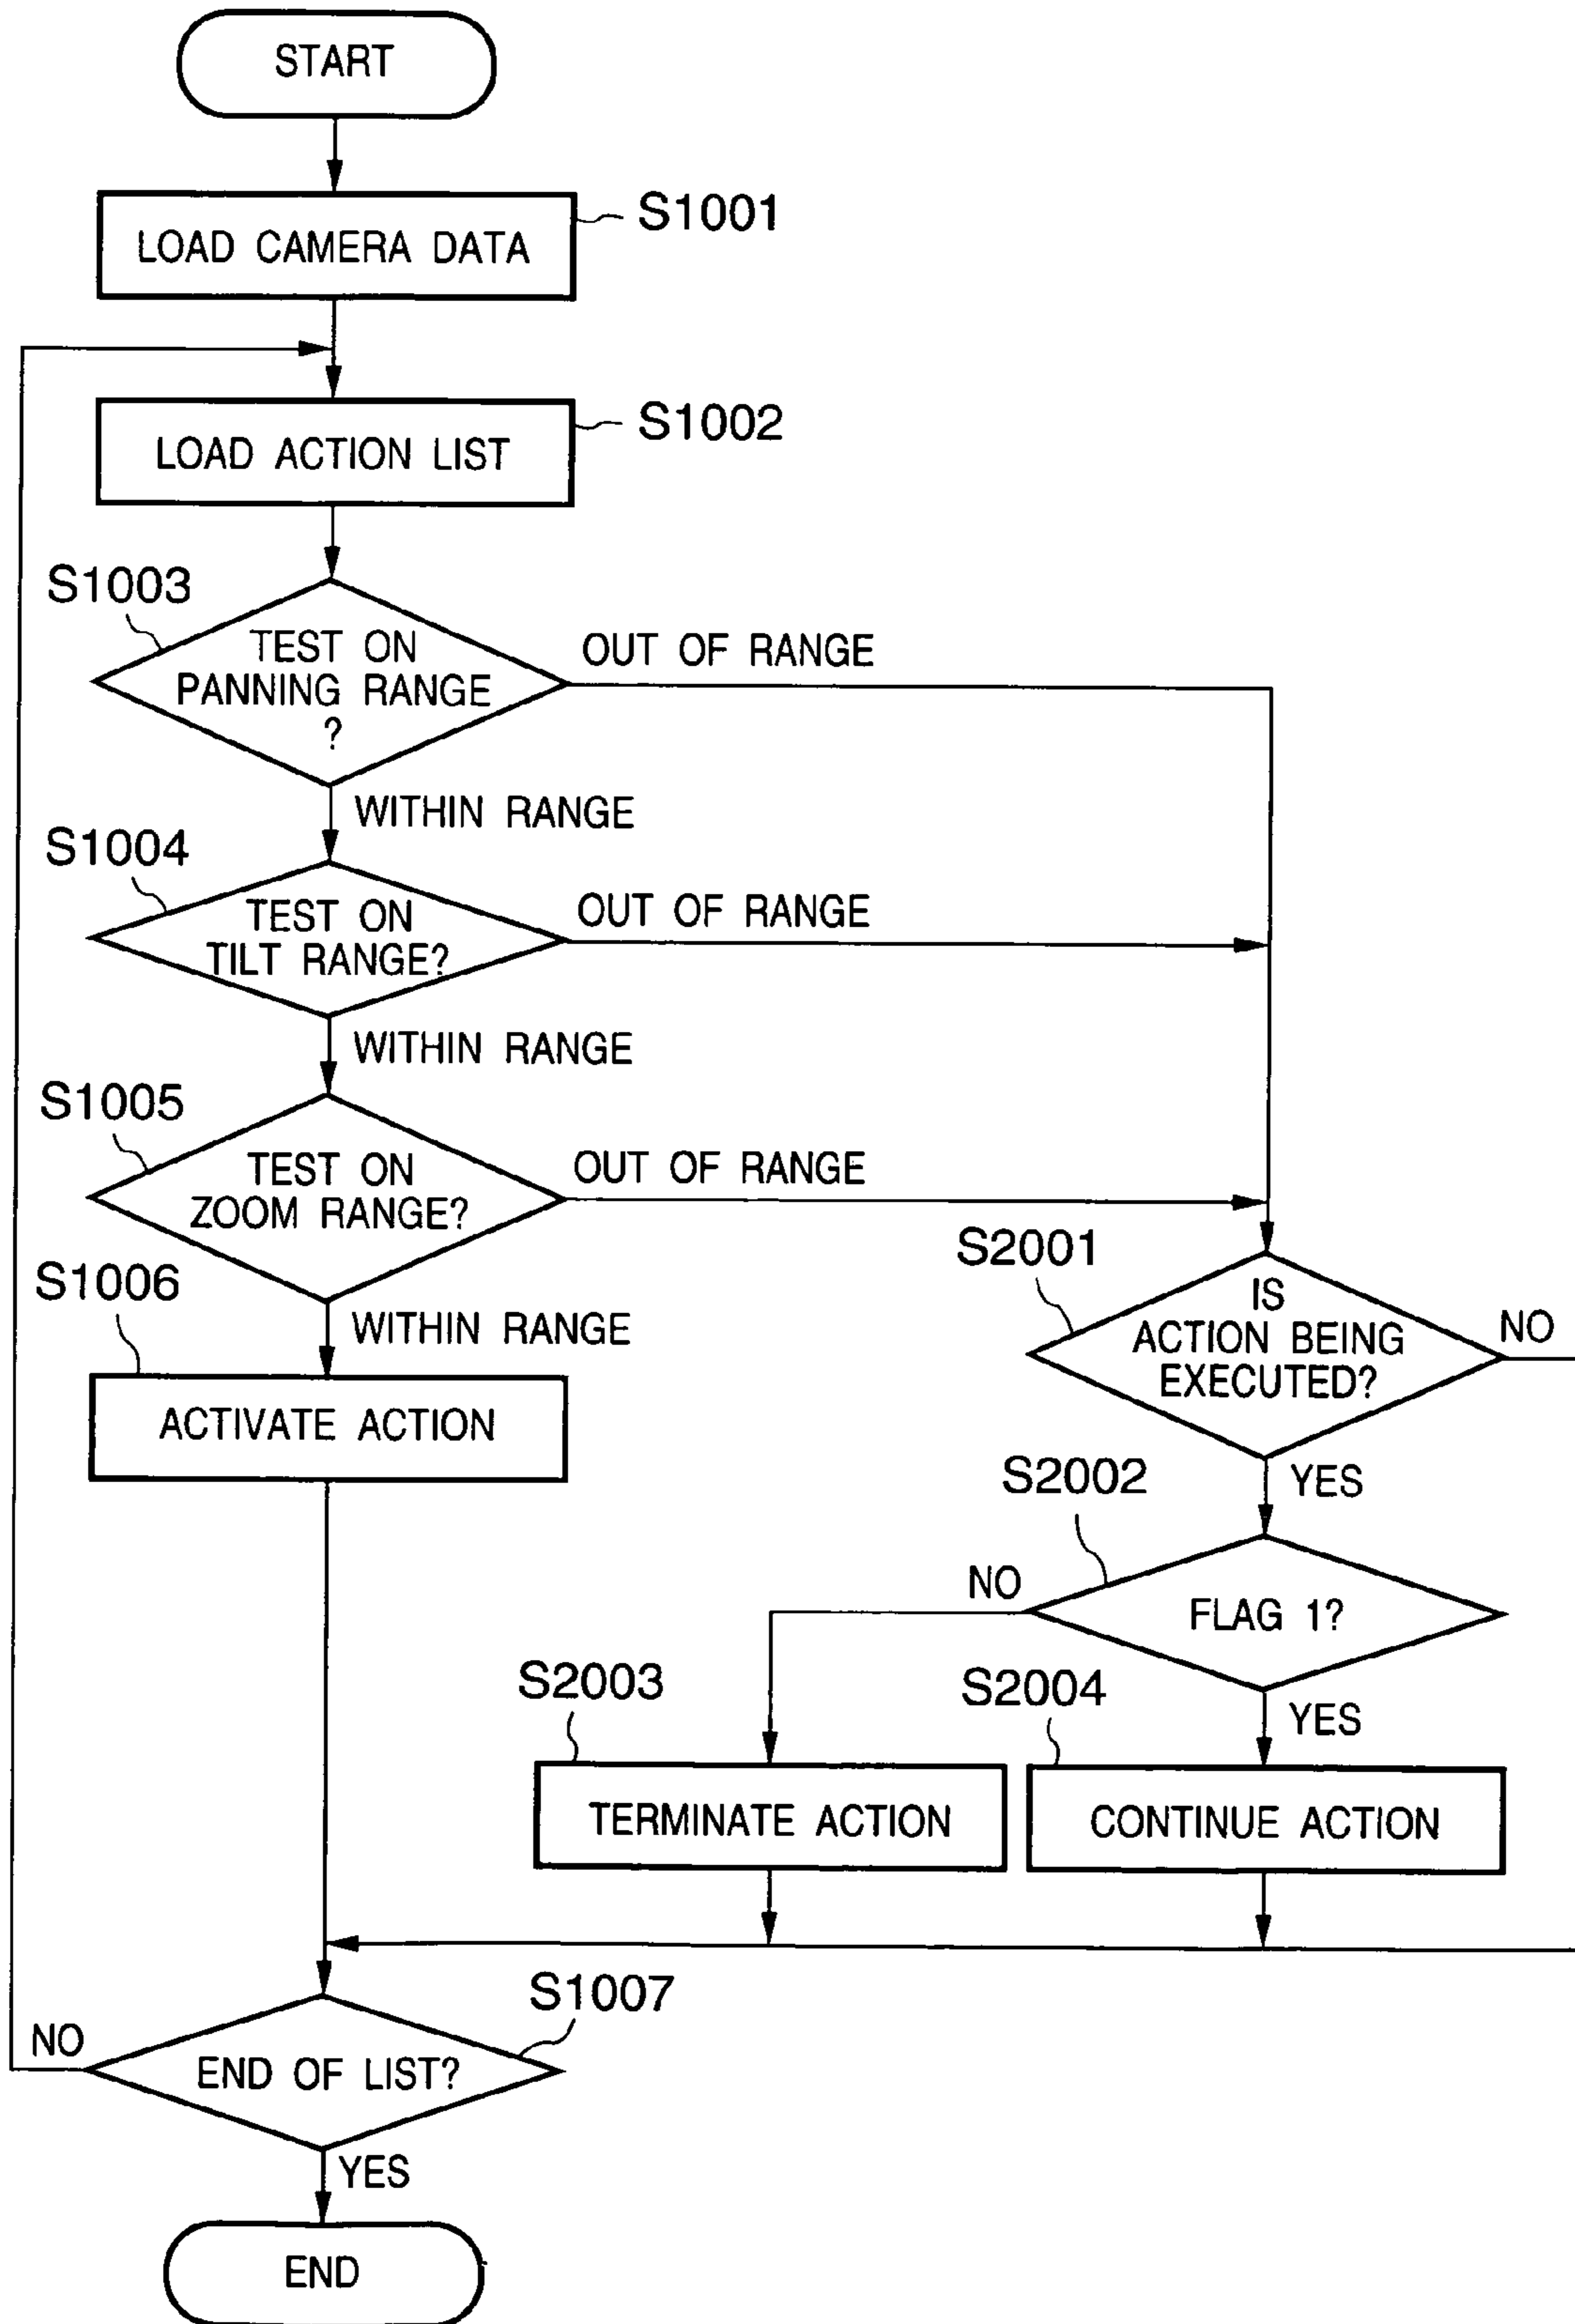 START
LOAD CAMERA DATA
S1001
LOAD ACTION LIST
S1002
S1003
TEST ON
PANNING RANGE
?
OUT OF RANGE
WITHIN RANGE
S1004
TEST ON
TILT RANGE?
OUT OF RANGE
WITHIN RANGE
S1005
TEST ON
ZOOM RANGE?
OUT OF RANGE
WITHIN RANGE
S1006
ACTIVATE ACTION
S2001
IS
ACTION BEING
EXECUTED?
NO
YES
S2002
FLAG 1?
NO
YES
S2003
TERMINATE ACTION
S2004
CONTINUE ACTION
S1007
END OF LIST?
NO
YES
END